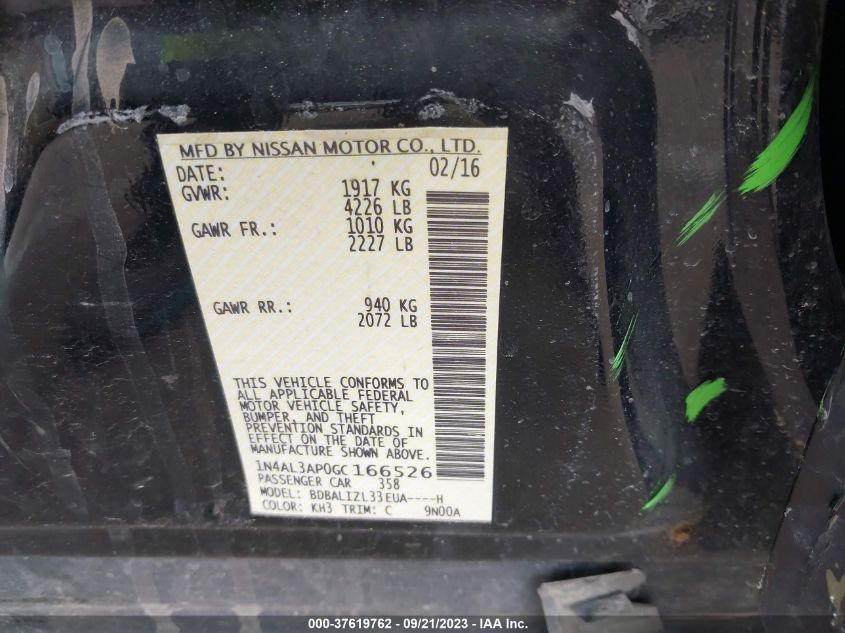 MFD BY NISSAN MOTOR CO., LTD.
DATE: 02/16
GVWR: 1917 KG
4226 LB
GAWR FR.: 1010 KG
2227 LB
GAWR RR.: 940 KG
2072 LB
THIS VEHICLE CONFORMS TO
ALL APPLICABLE FEDERAL
MOTOR VEHICLE SAFETY,
BUMPER, AND THEFT
PREVENTION STANDARDS IN
EFFECT ON THE DATE OF
MANUFACTURE SHOWN ABOVE.
1N4AL3AP0GC166526
PASSENGER CAR 358
MODEL: BDBALIZL33EUA----H
COLOR: KH3 TRIM: C 9N00A
000-37619762 - 09/21/2023 - IAA Inc.